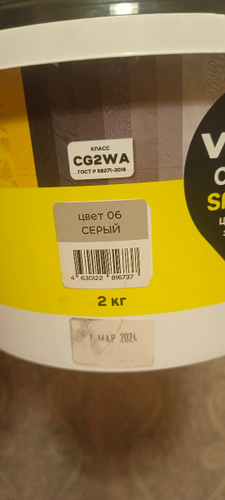 КЛАСС
CG2WA
ГОСТ Р 58271-2018
цвет 06
СЕРЫЙ
4 630122 816737
2 кг
1 МАР 2024